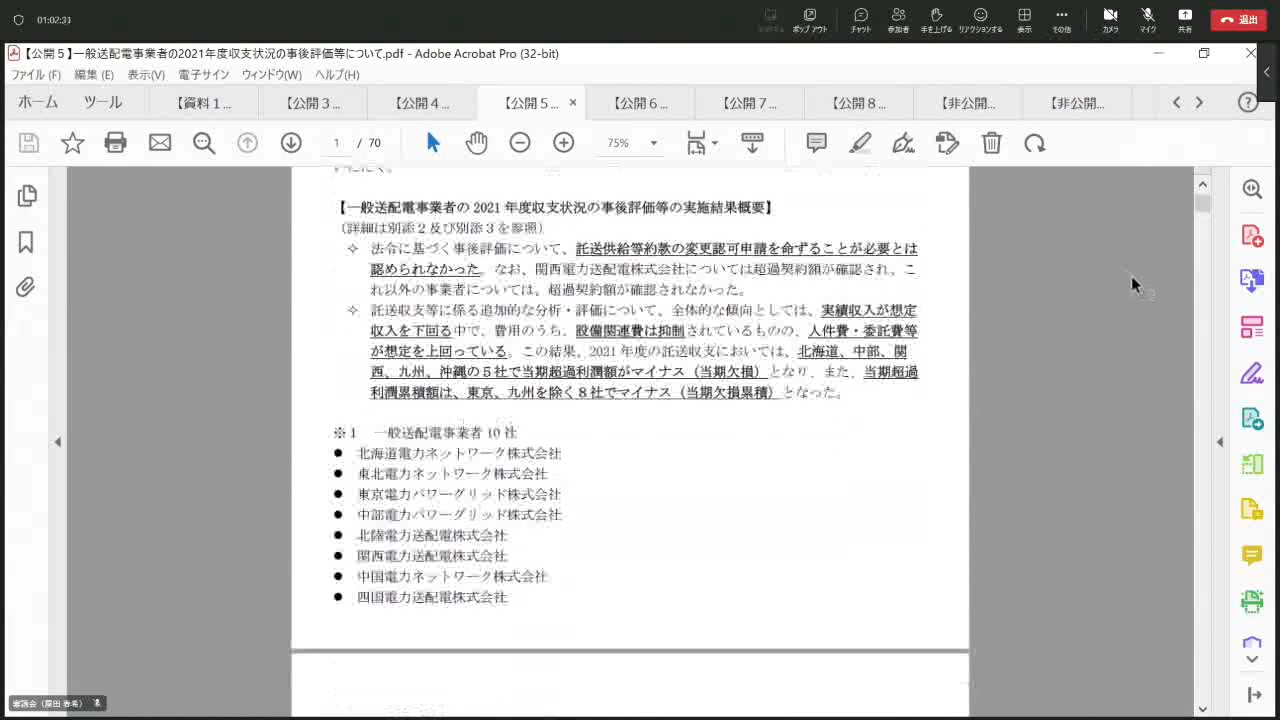 01:02:31
ポップ アウト
チャット
参加者
手を上げる
リアクションする
表示
その他
カメラ
マイク
共有
退出
【公開５】一般送配電事業者の2021年度収支状況の事後評価等について.pdf - Adobe Acrobat Pro (32-bit)
ファイル (F) 編集 (E) 表示(V) 電子サイン ウィンドウ(W) ヘルプ(H)
ホーム ツール 【資料１... 【公開３... 【公開４... 【公開５... × 【公開６... 【公開７... 【公開８... 【非公開... 【非公開...
1 / 70 75%
【一般送配電事業者の 2021 年度収支状況の事後評価等の実施結果概要】
（詳細は別添２及び別添３を参照）
✧ 法令に基づく事後評価について、託送供給等約款の変更認可申請を命ずることが必要とは
認められなかった。なお、関西電力送配電株式会社については超過契約額が確認され、こ
れ以外の事業者については、超過契約額が確認されなかった。
✧ 託送収支等に係る追加的な分析・評価について、全体的な傾向としては、実績収入が想定
収入を下回る中で、費用のうち、設備関連費は抑制されているものの、人件費・委託費等
が想定を上回っている。この結果、2021 年度の託送収支においては、北海道、中部、関
西、九州、沖縄の５社で当期超過利潤額がマイナス（当期欠損）となり、また、当期超過
利潤累積額は、東京、九州を除く８社でマイナス（当期欠損累積）となった。
※１ 一般送配電事業者 10 社
● 北海道電力ネットワーク株式会社
● 東北電力ネットワーク株式会社
● 東京電力パワーグリッド株式会社
● 中部電力パワーグリッド株式会社
● 北陸電力送配電株式会社
● 関西電力送配電株式会社
● 中国電力ネットワーク株式会社
● 四国電力送配電株式会社
審議会（原田 春希）